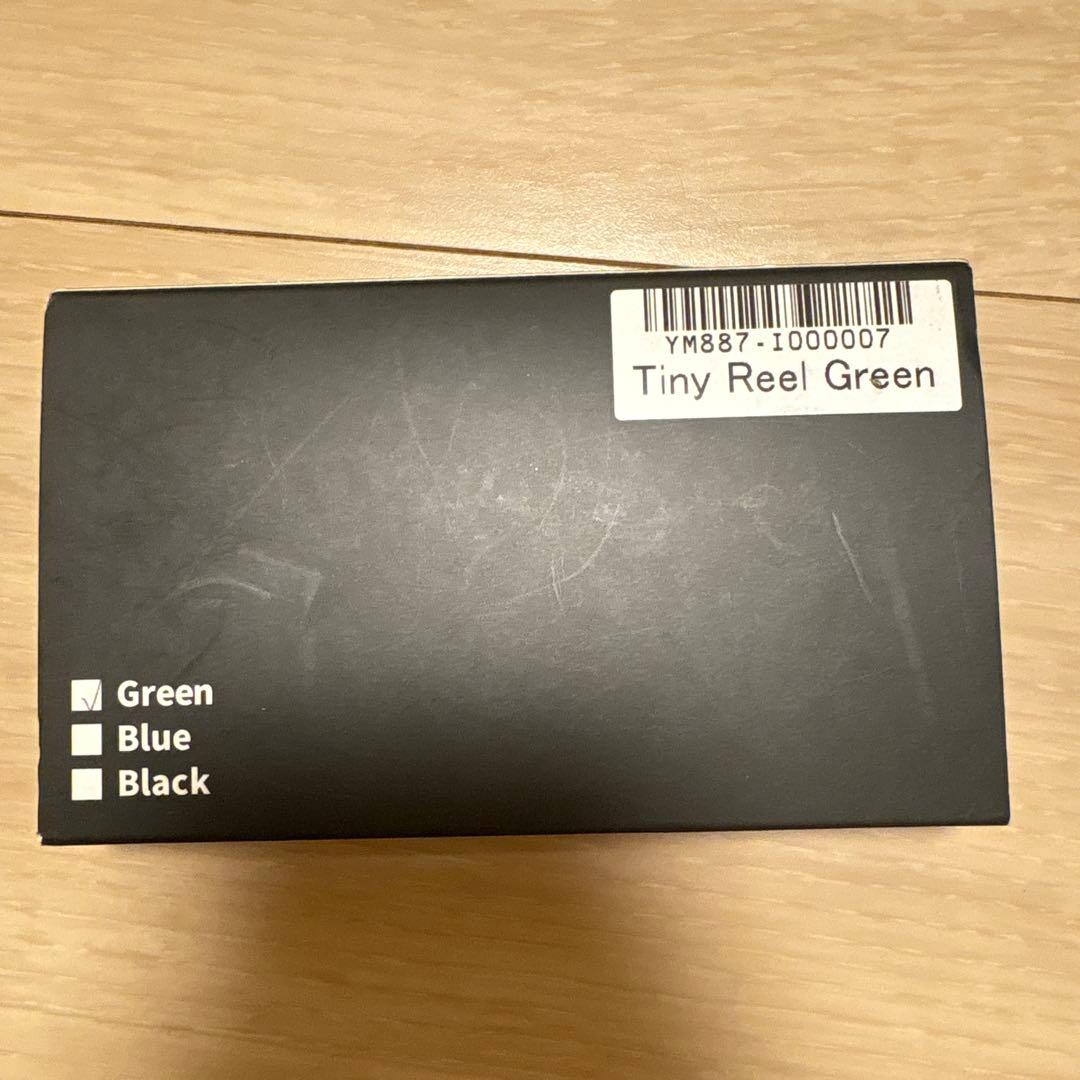 YM887-I000007
Tiny Reel Green
Green
Blue
Black